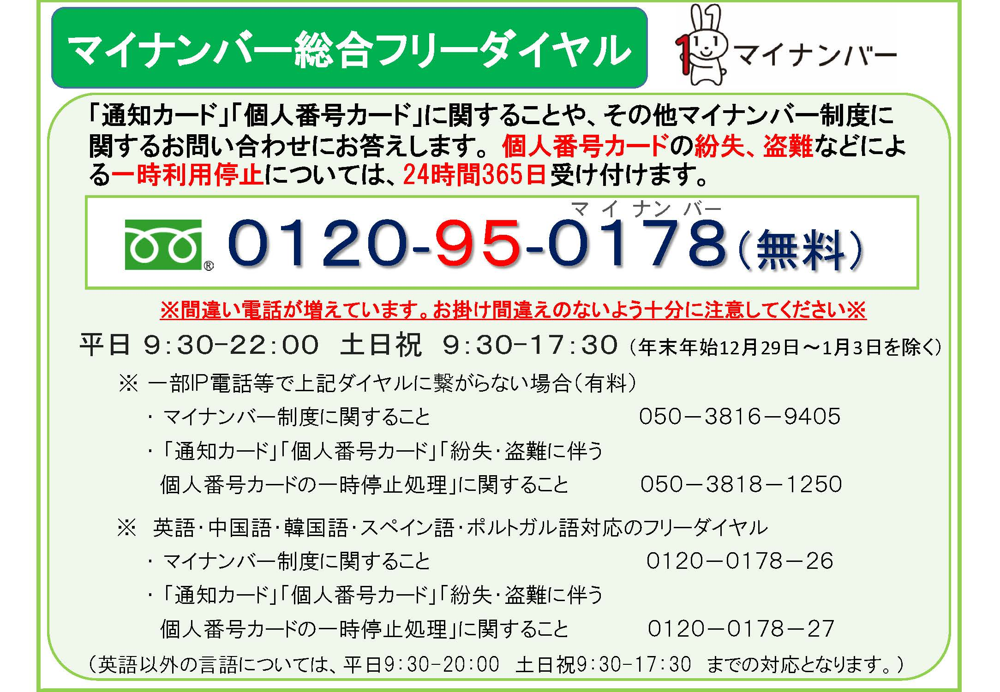 マイナンバー総合フリーダイヤル
マイナンバー
「通知カード」「個人番号カード」に関することや、その他マイナンバー制度に
関するお問い合わせにお答えします。個人番号カードの紛失、盗難などによ
る一時利用停止については、24時間365日受け付けます。
マイナンバー
0120-95-0178(無料)
®
※間違い電話が増えています。お掛け間違えのないよう十分に注意してください※
平日 9:30-22:00 土日祝 9:30-17:30 (年末年始12月29日～1月3日を除く)
※ 一部IP電話等で上記ダイヤルに繋がらない場合(有料)
・ マイナンバー制度に関すること 050-3816-9405
・「通知カード」「個人番号カード」「紛失・盗難に伴う
個人番号カードの一時停止処理」に関すること 050-3818-1250
※ 英語・中国語・韓国語・スペイン語・ポルトガル語対応のフリーダイヤル
・ マイナンバー制度に関すること 0120-0178-26
・「通知カード」「個人番号カード」「紛失・盗難に伴う
個人番号カードの一時停止処理」に関すること 0120-0178-27
(英語以外の言語については、平日9:30-20:00 土日祝9:30-17:30 までの対応となります。)